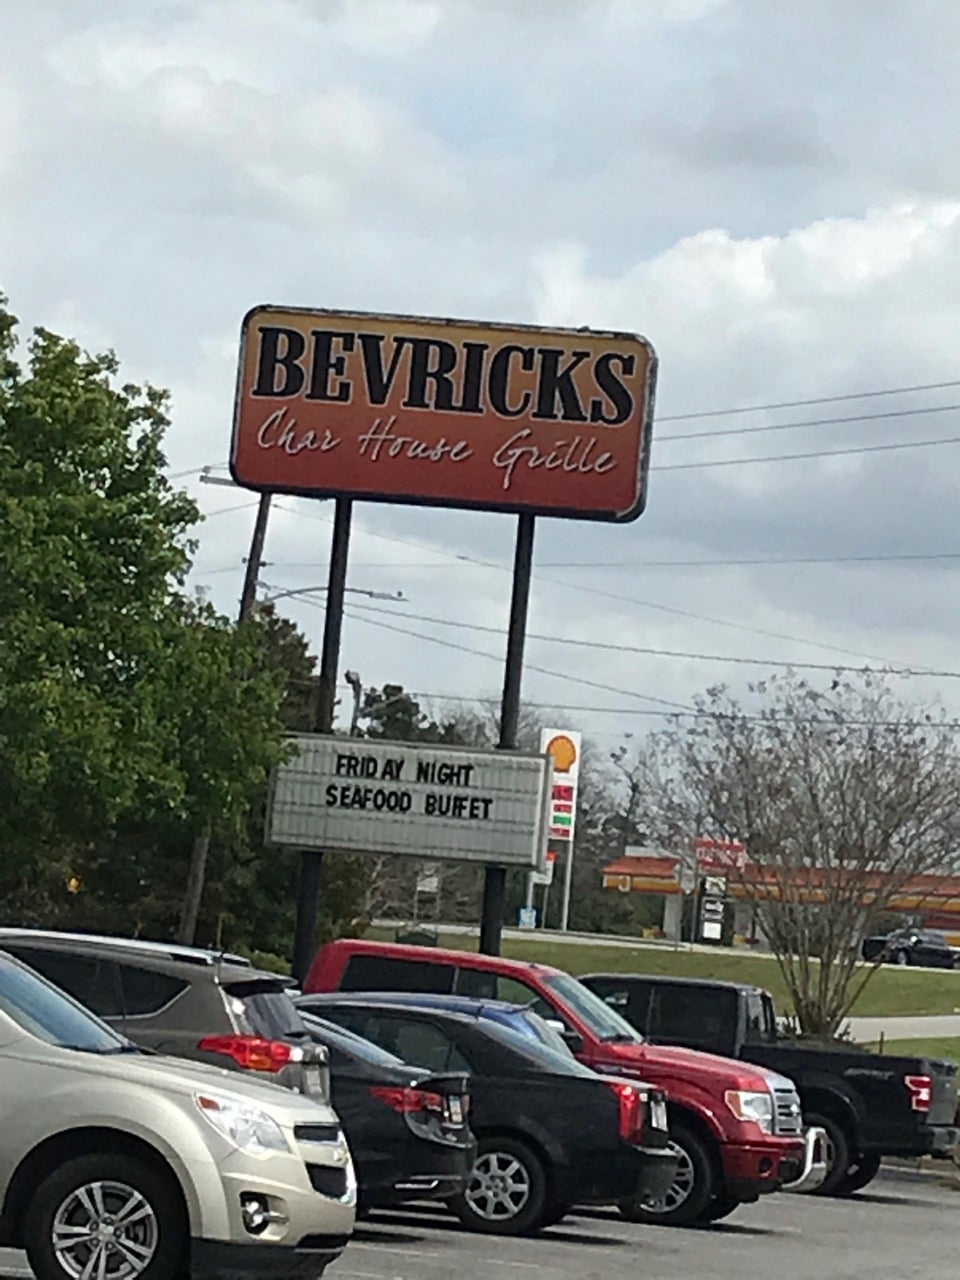 BEVRICKS
Char House Grille
FRIDAY NIGHT
SEAFOOD BUFFET